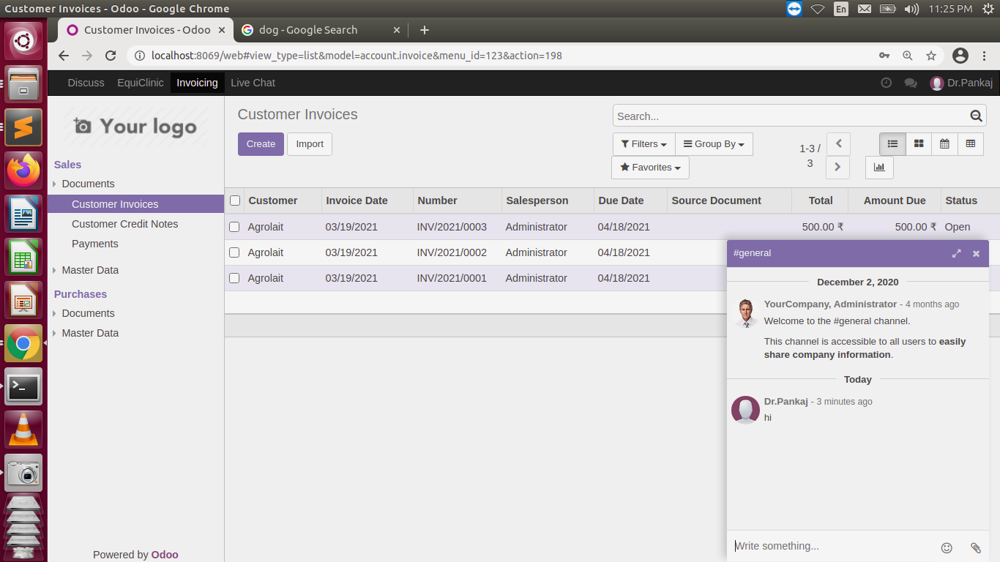 Customer Invoices - Odoo - Google Chrome
En
11:25 PM
Customer Invoices - Odoo
dog - Google Search
localhost:8069/web#view_type=list&model=account.invoice&menu_id=123&action=198
Discuss EquiClinic Invoicing Live Chat
Dr.Pankaj
Your logo
Sales
Documents
Customer Invoices
Customer Credit Notes
Payments
Master Data
Purchases
Documents
Master Data
Powered by Odoo
Customer Invoices
Search...
Create Import
Filters Group By
Favorites
1-3 /
3
Customer Invoice Date Number Salesperson Due Date Source Document Total Amount Due Status
Agrolait 03/19/2021 INV/2021/0003 Administrator 04/18/2021 500.00 ₹ 500.00 ₹ Open
Agrolait 03/19/2021 INV/2021/0002 Administrator 04/18/2021
Agrolait 03/19/2021 INV/2021/0001 Administrator 04/18/2021
#general
December 2, 2020
YourCompany, Administrator - 4 months ago
Welcome to the #general channel.
This channel is accessible to all users to easily
share company information.
Today
Dr.Pankaj - 3 minutes ago
hi
Write something...